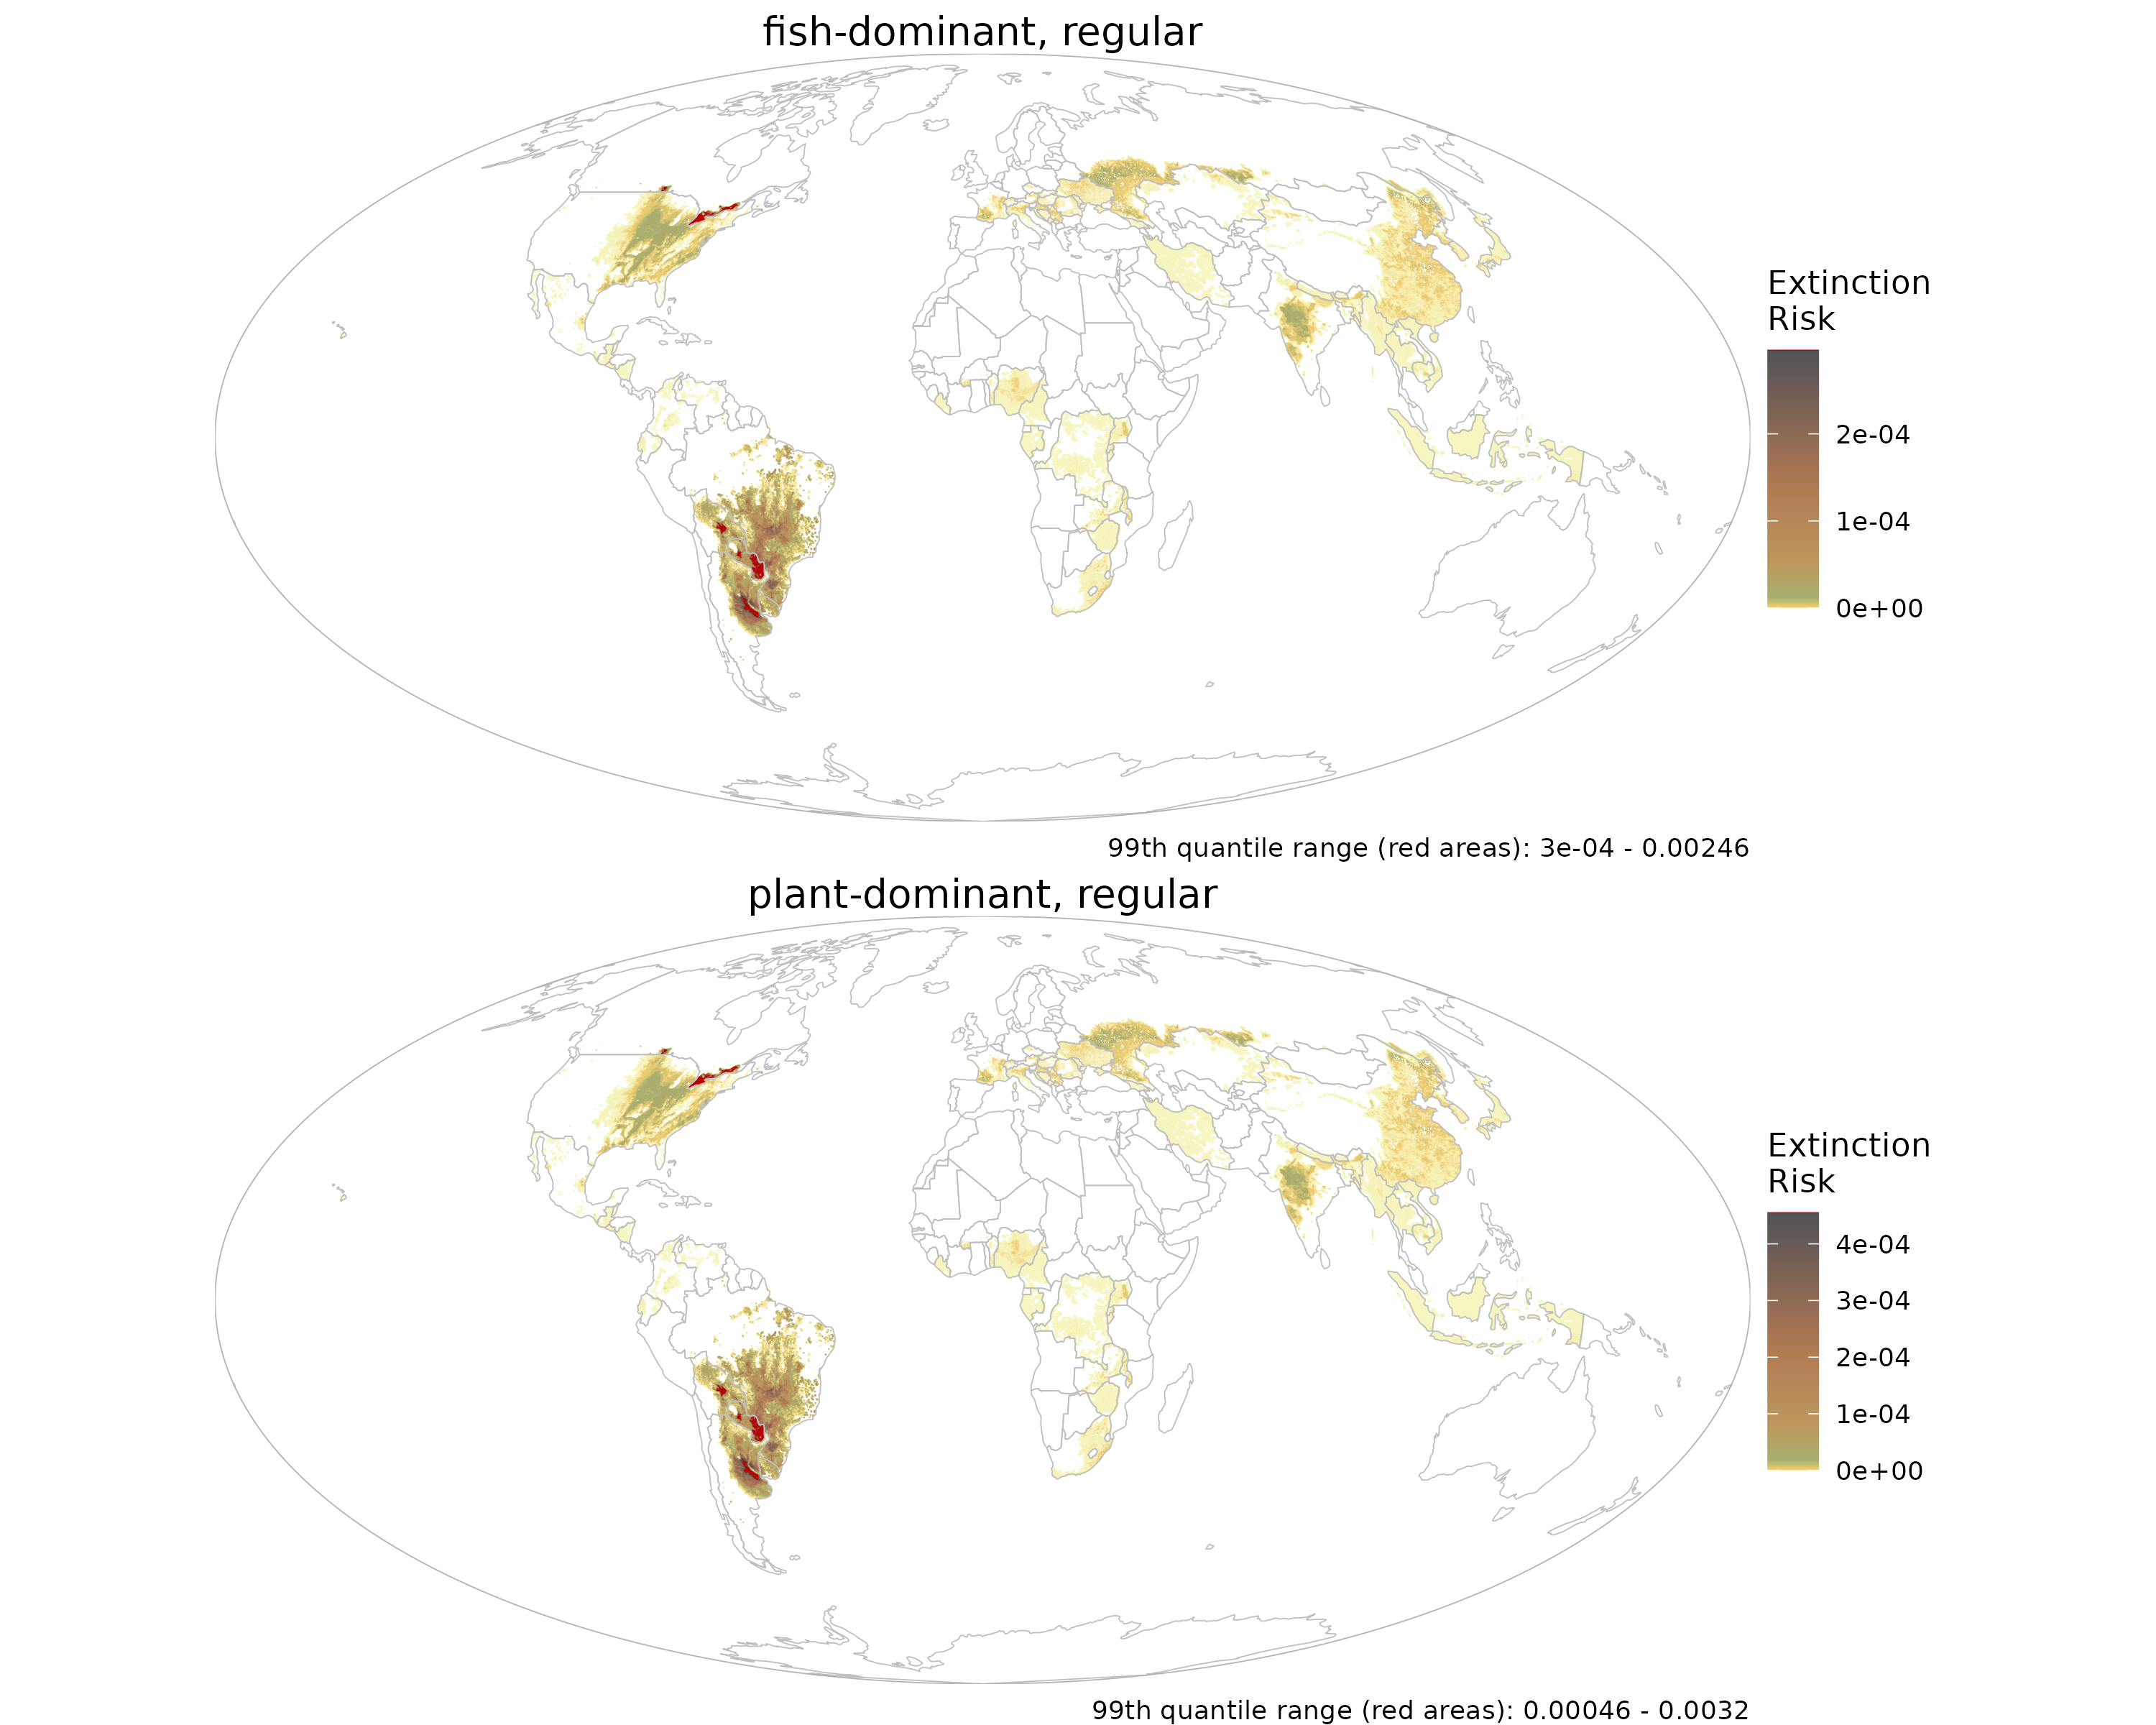 fish-dominant, regular
Extinction
Risk
2e-04
1e-04
0e+00
99th quantile range (red areas): 3e-04 - 0.00246
plant-dominant, regular
Extinction
Risk
4e-04
3e-04
2e-04
1e-04
0e+00
99th quantile range (red areas): 0.00046 - 0.0032